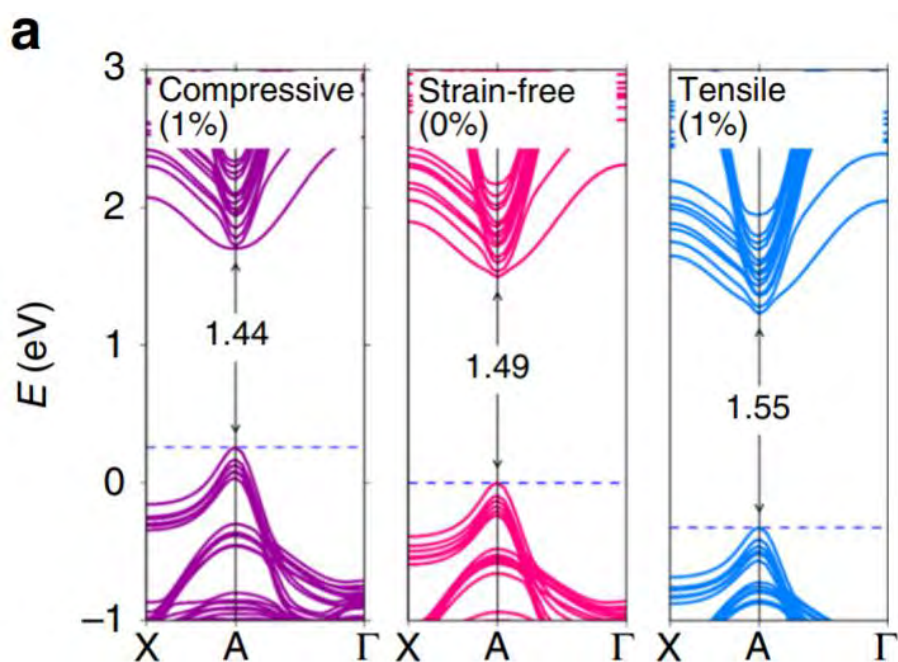 a
Compressive
(1%)
Strain-free
(0%)
Tensile
(1%)
3
2
1
0
−1
E (eV)
1.44
1.49
1.55
X A Γ
X A Γ
X A Γ